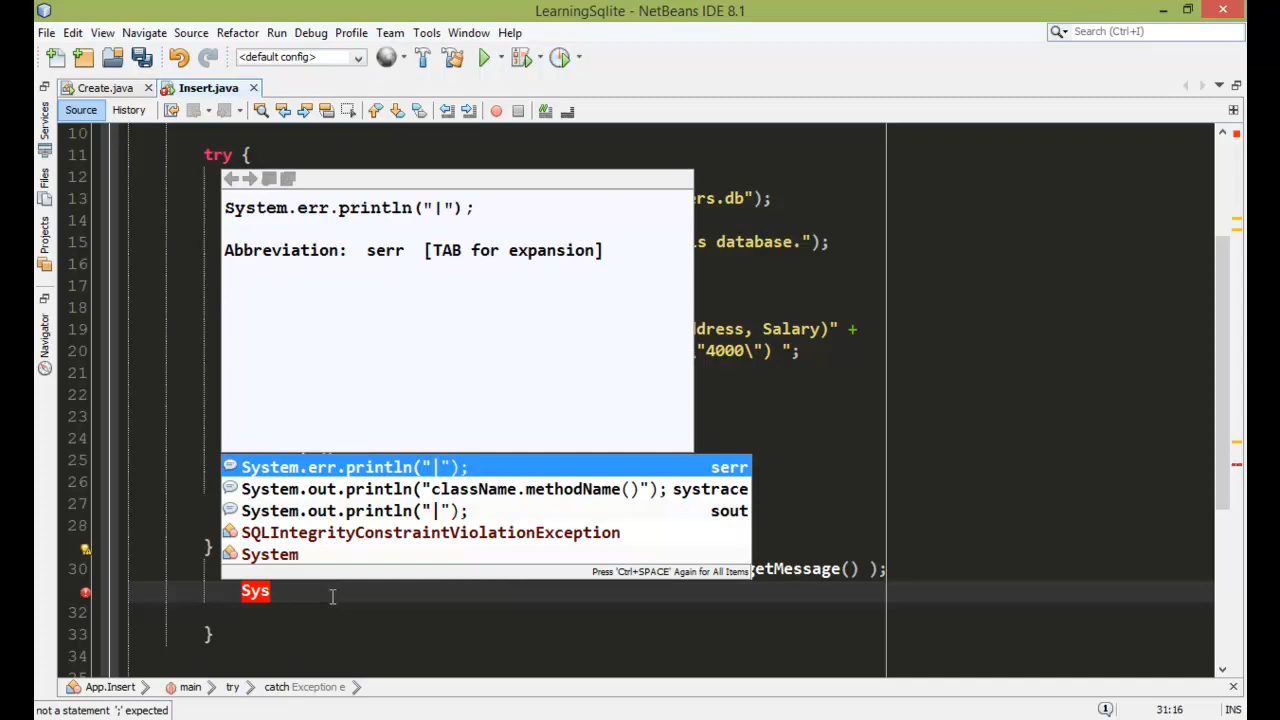 LearningSqlite - NetBeans IDE 8.1
File Edit View Navigate Source Refactor Run Debug Profile Team Tools Window Help
Search (Ctrl+I)
<default config>
Create.java Insert.java
Source History
Services
Files
Projects
Navigator
10
11 try {
12
13 ers.db");
14
15 ls database.");
16
17
18
19 ddress, Salary)" +
20 \"4000\") ";
21
22
23
24
25
26
27
28
}
30 etMessage() );
Sys
32
33 }
34
35
System.err.println("|");
Abbreviation: serr [TAB for expansion]
System.err.println("|"); serr
System.out.println("className.methodName()"); systrace
System.out.println("|"); sout
SQLIntegrityConstraintViolationException
System
Press 'Ctrl+SPACE' Again for All Items
App.Insert main try catch Exception e
not a statement ';' expected 31:16 INS